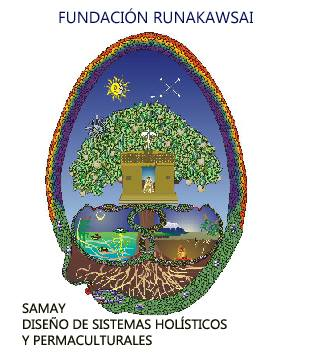 FUNDACIÓN RUNAKAWSAI
SAMAY
DISEÑO DE SISTEMAS HOLÍSTICOS
Y PERMACULTURALES